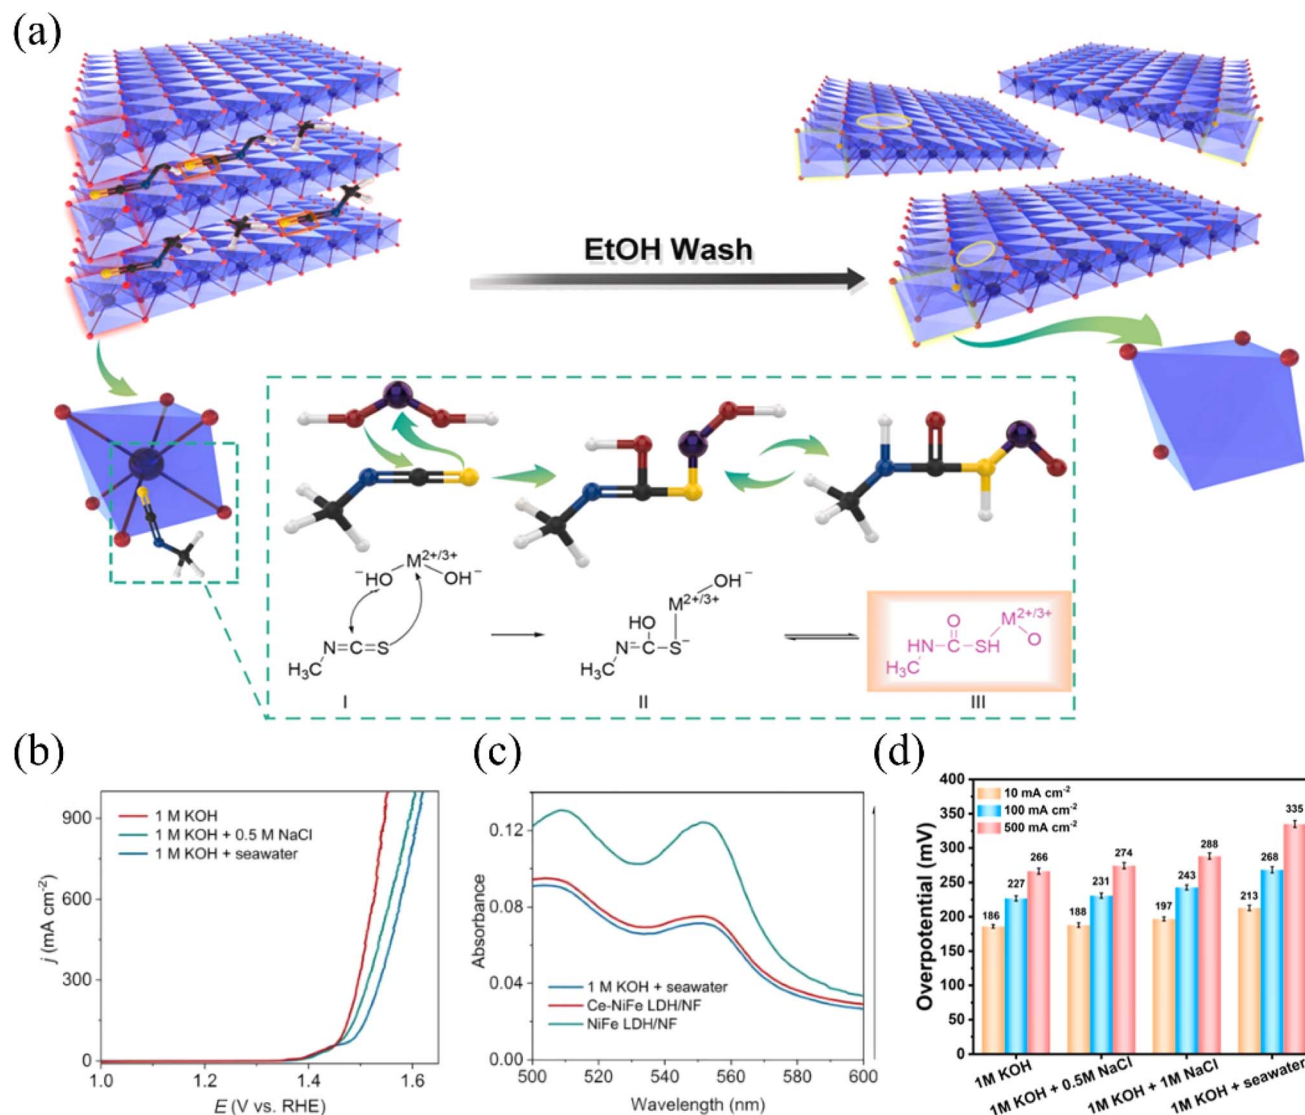 (a)
EtOH Wash
M2+/3+
−HO
OH−
N=C=S
H3C
I
OH−
M2+/3+
HO
N=C-S−
H3C
II
O
M2+/3+
HN-C-SH
O
H3C
III
(b)
1 M KOH
1 M KOH + 0.5 M NaCl
1 M KOH + seawater
j (mA cm-2)
900
600
300
0
1.0
1.2
1.4
1.6
E (V vs. RHE)
(c)
Absorbance
0.12
0.08
0.04
0.00
1 M KOH + seawater
Ce-NiFe LDH/NF
NiFe LDH/NF
500
520
540
560
580
600
Wavelength (nm)
(d)
Overpotential (mV)
400
350
300
250
200
150
100
50
0
10 mA cm-2
100 mA cm-2
500 mA cm-2
186
227
266
188
231
274
197
243
288
213
268
335
1M KOH
1M KOH + 0.5M NaCl
1M KOH + 1M NaCl
1M KOH + seawater